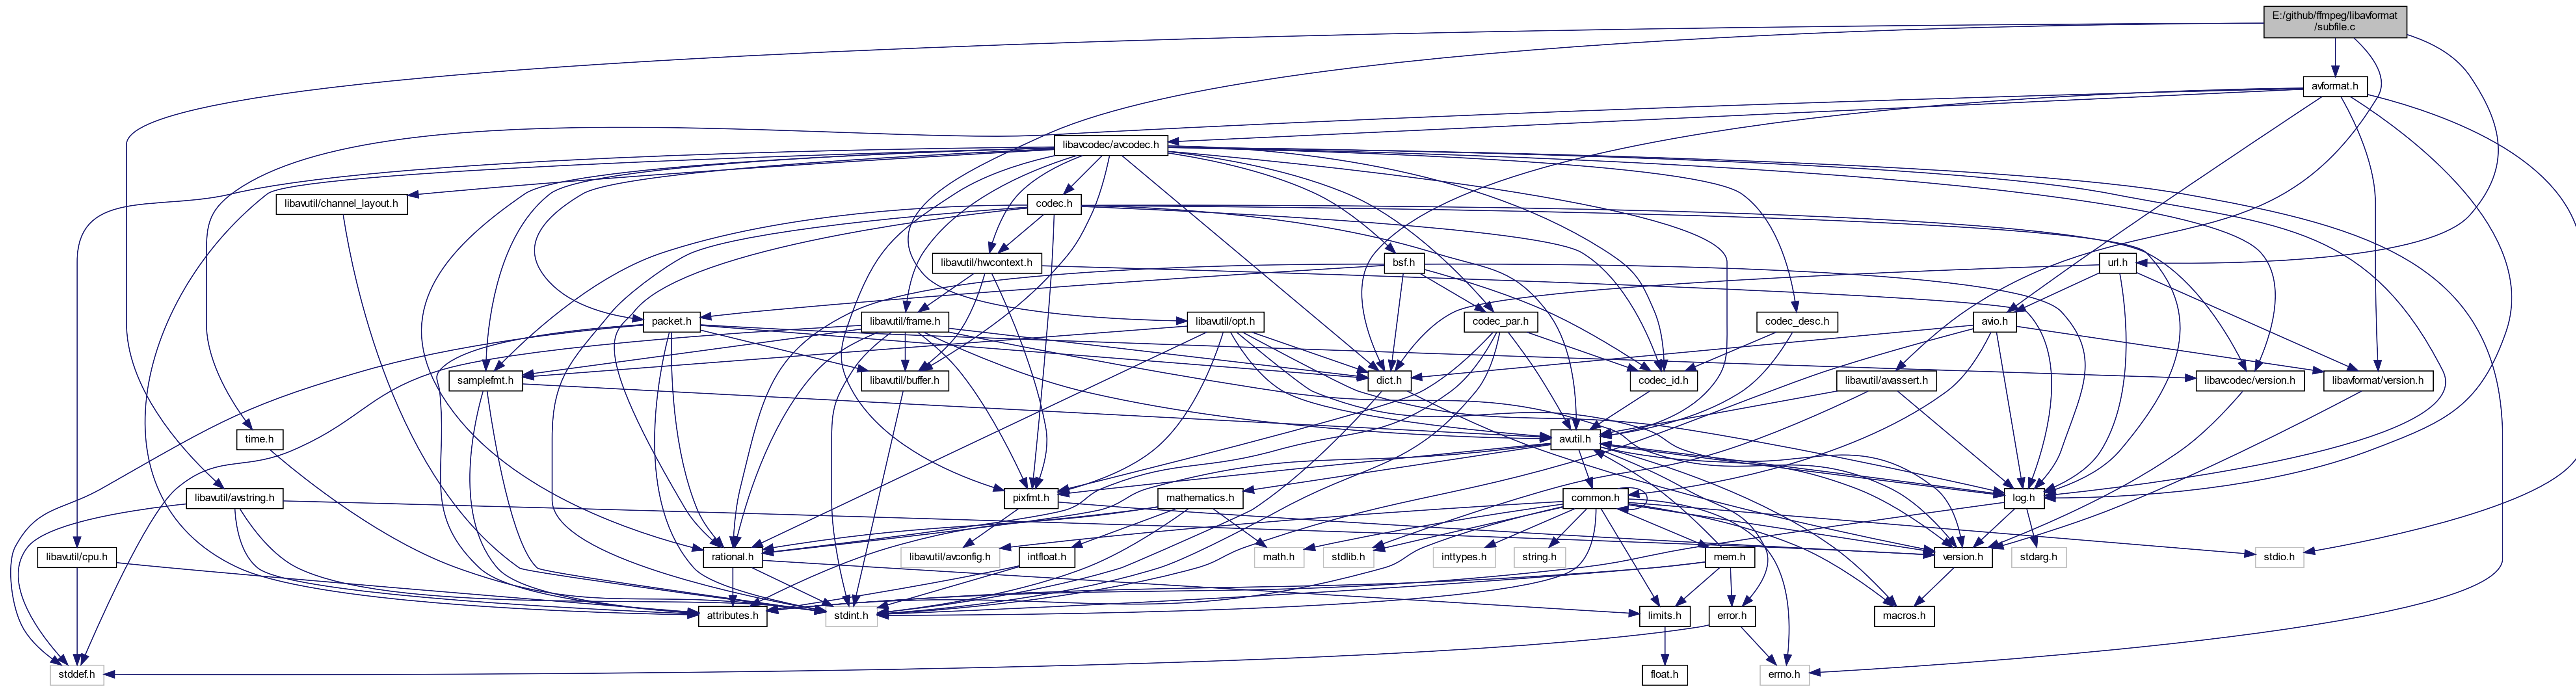 E:/github/ffmpeg/libavformat
/subfile.c
avformat.h
libavcodec/avcodec.h
libavutil/channel_layout.h
codec.h
libavutil/hwcontext.h
bsf.h
url.h
packet.h
libavutil/frame.h
libavutil/opt.h
codec_par.h
codec_desc.h
avio.h
samplefmt.h
libavutil/buffer.h
dict.h
codec_id.h
libavutil/avassert.h
libavcodec/version.h
libavformat/version.h
time.h
avutil.h
libavutil/avstring.h
pixfmt.h
mathematics.h
common.h
log.h
libavutil/cpu.h
rational.h
libavutil/avconfig.h
intfloat.h
math.h
stdlib.h
inttypes.h
string.h
mem.h
version.h
stdarg.h
stdio.h
attributes.h
stdint.h
limits.h
error.h
macros.h
stddef.h
float.h
errno.h